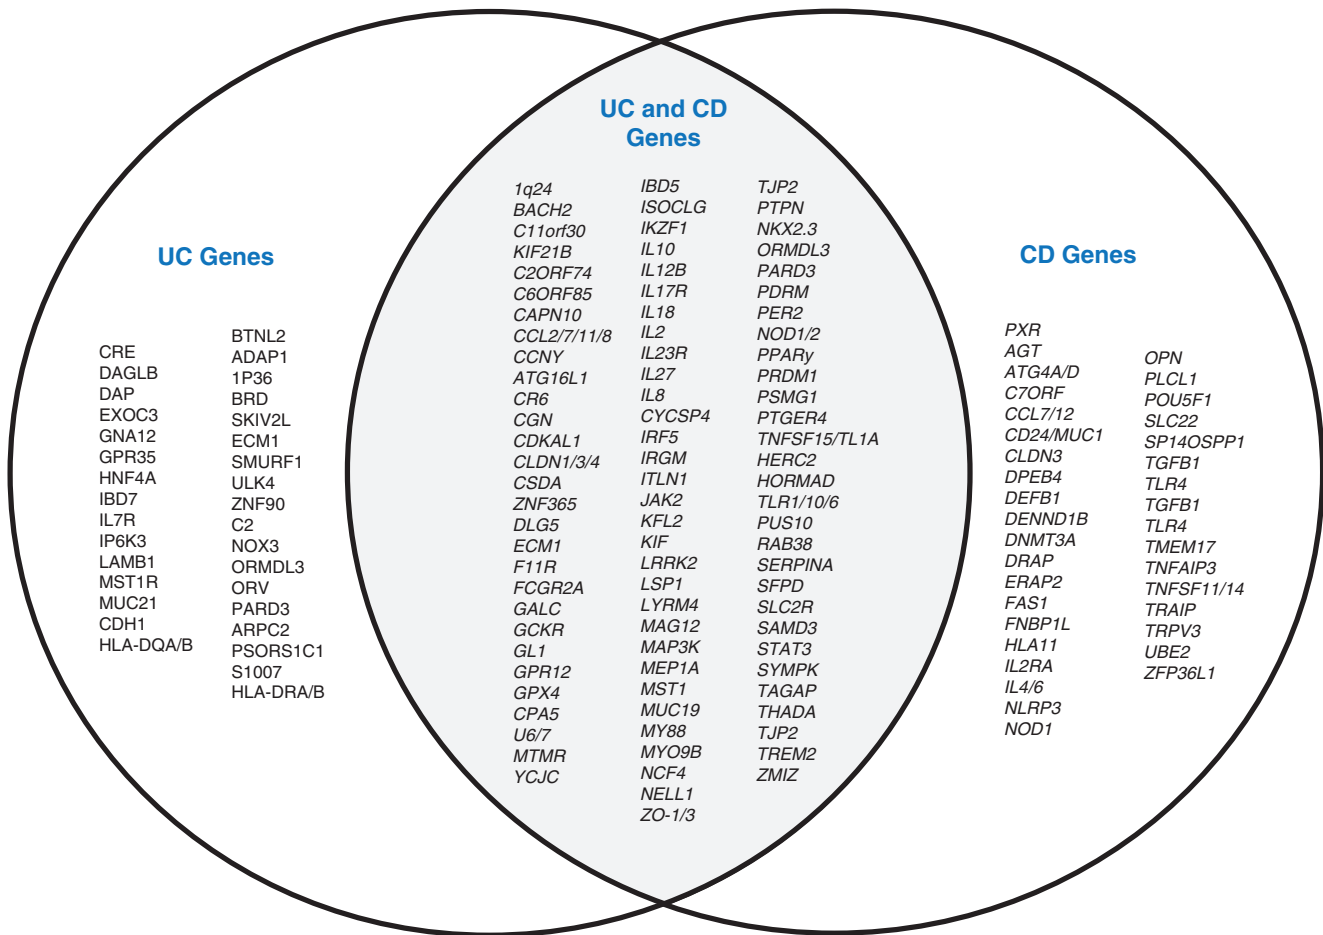 UC and CD
Genes
UC Genes
CD Genes
CRE
DAGLB
DAP
EXOC3
GNA12
GPR35
HNF4A
IBD7
IL7R
IP6K3
LAMB1
MST1R
MUC21
CDH1
HLA-DQA/B
BTNL2
ADAP1
1P36
BRD
SKIV2L
ECM1
SMURF1
ULK4
ZNF90
C2
NOX3
ORMDL3
ORV
PARD3
ARPC2
PSORS1C1
S1007
HLA-DRA/B
1q24
BACH2
C11orf30
KIF21B
C2ORF74
C6ORF85
CAPN10
CCL2/7/11/8
CCNY
ATG16L1
CR6
CGN
CDKAL1
CLDN1/3/4
CSDA
ZNF365
DLG5
ECM1
F11R
FCGR2A
GALC
GCKR
GL1
GPR12
GPX4
CPA5
U6/7
MTMR
YCJC
IBD5
ISOCLG
IKZF1
IL10
IL12B
IL17R
IL18
IL2
IL23R
IL27
IL8
CYCSP4
IRF5
IRGM
ITLN1
JAK2
KFL2
KIF
LRRK2
LSP1
LYRM4
MAG12
MAP3K
MEP1A
MST1
MUC19
MY88
MYO9B
NCF4
NELL1
ZO-1/3
TJP2
PTPN
NKX2.3
ORMDL3
PARD3
PDRM
PER2
NOD1/2
PPARy
PRDM1
PSMG1
PTGER4
TNFSF15/TL1A
HERC2
HORMAD
TLR1/10/6
PUS10
RAB38
SERPINA
SFPD
SLC2R
SAMD3
STAT3
SYMPK
TAGAP
THADA
TJP2
TREM2
ZMIZ
PXR
AGT
ATG4A/D
C7ORF
CCL7/12
CD24/MUC1
CLDN3
DPEB4
DEFB1
DENND1B
DNMT3A
DRAP
ERAP2
FAS1
FNBP1L
HLA11
IL2RA
IL4/6
NLRP3
NOD1
OPN
PLCL1
POU5F1
SLC22
SP14OSPP1
TGFB1
TLR4
TGFB1
TLR4
TMEM17
TNFAIP3
TNFSF11/14
TRAIP
TRPV3
UBE2
ZFP36L1